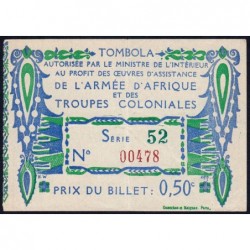 TOMBOLA
AUTORISÉE PAR LE MINISTRE DE L'INTÉRIEUR
AU PROFIT DES ŒUVRES D'ASSISTANCE
DE L'ARMÉE D'AFRIQUE
ET DES
TROUPES COLONIALES
SÉRIE 52
No 00478
PRIX DU BILLET: 0,50c